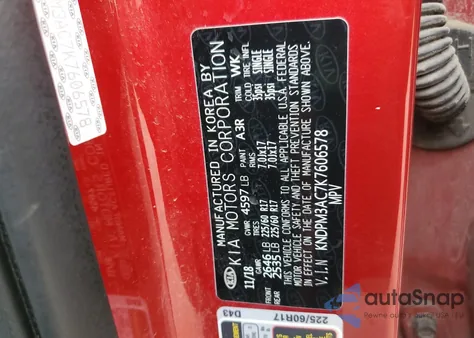 MANUFACTURED IN KOREA BY
KIA MOTORS CORPORATION
11/18 GVWR 4597 LB PAINT A3R TRIM WK
GAWR TIRES RIMS COLD TIRE INFL.
FRONT 2646 LB 225/60 R17 7.0Jx17 35psi SINGLE
REAR 2535 LB 225/60 R17 7.0Jx17 35psi SINGLE
THIS VEHICLE CONFORMS TO ALL APPLICABLE U.S.A. FEDERAL
MOTOR VEHICLE SAFETY AND THEFT PREVENTION STANDARDS
IN EFFECT ON THE DATE OF MANUFACTURE SHOWN ABOVE.
V.I.N KNDPM3AC7K7606578
MPV
KIA
D43
225/60R17
autoSnap